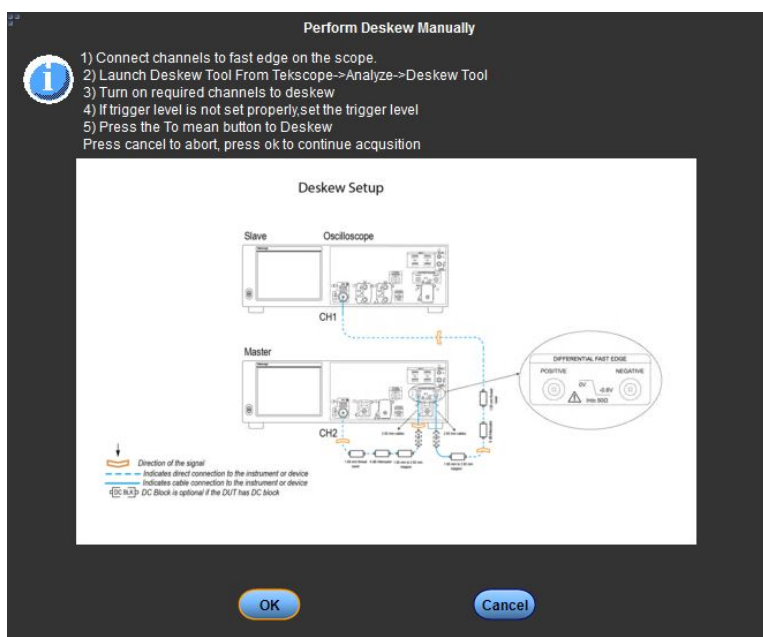 Perform Deskew Manually
1) Connect channels to fast edge on the scope.
2) Launch Deskew Tool From Tekscope->Analyze->Deskew Tool
3) Turn on required channels to deskew
4) If trigger level is not set properly,set the trigger level
5) Press the To mean button to Deskew
Press cancel to abort, press ok to continue acqusition
Deskew Setup
Slave Oscilloscope
CH1
Master
DIFFERENTIAL FAST EDGE
POSITIVE NEGATIVE
0V
-0.6V
Into 50Ω
CH2
Direction of the signal
Indicates direct connection to the instrument or device
Indicates cable connection to the instrument or device
DC BLK DC Block is optional if the DUT has DC block
OK Cancel